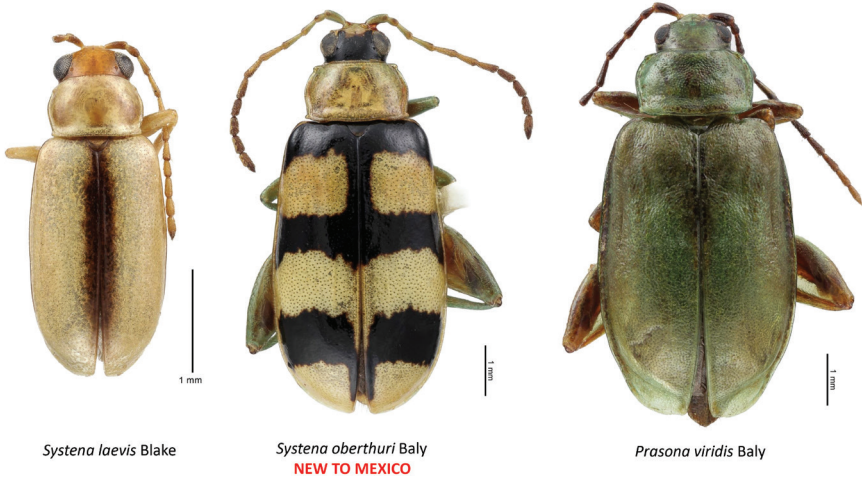 1 mm
1 mm
1 mm
Systena laevis Blake
Systena oberthuri Baly
NEW TO MEXICO
Prasona viridis Baly